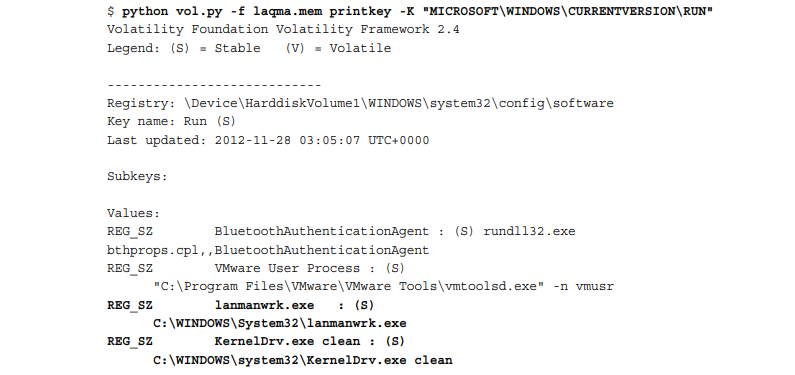 $ python vol.py -f laqma.mem printkey -K "MICROSOFT\WINDOWS\CURRENTVERSION\RUN"
Volatility Foundation Volatility Framework 2.4
Legend: (S) = Stable   (V) = Volatile
----------------------------
Registry: \Device\HarddiskVolume1\WINDOWS\system32\config\software
Key name: Run (S)
Last updated: 2012-11-28 03:05:07 UTC+0000
Subkeys:
Values:
REG_SZ        BluetoothAuthenticationAgent : (S) rundll32.exe
bthprops.cpl,,BluetoothAuthenticationAgent
REG_SZ        VMware User Process : (S)
      "C:\Program Files\VMware\VMware Tools\vmtoolsd.exe" -n vmusr
REG_SZ        lanmanwrk.exe   : (S)
      C:\WINDOWS\System32\lanmanwrk.exe
REG_SZ        KernelDrv.exe clean : (S)
      C:\WINDOWS\system32\KernelDrv.exe clean